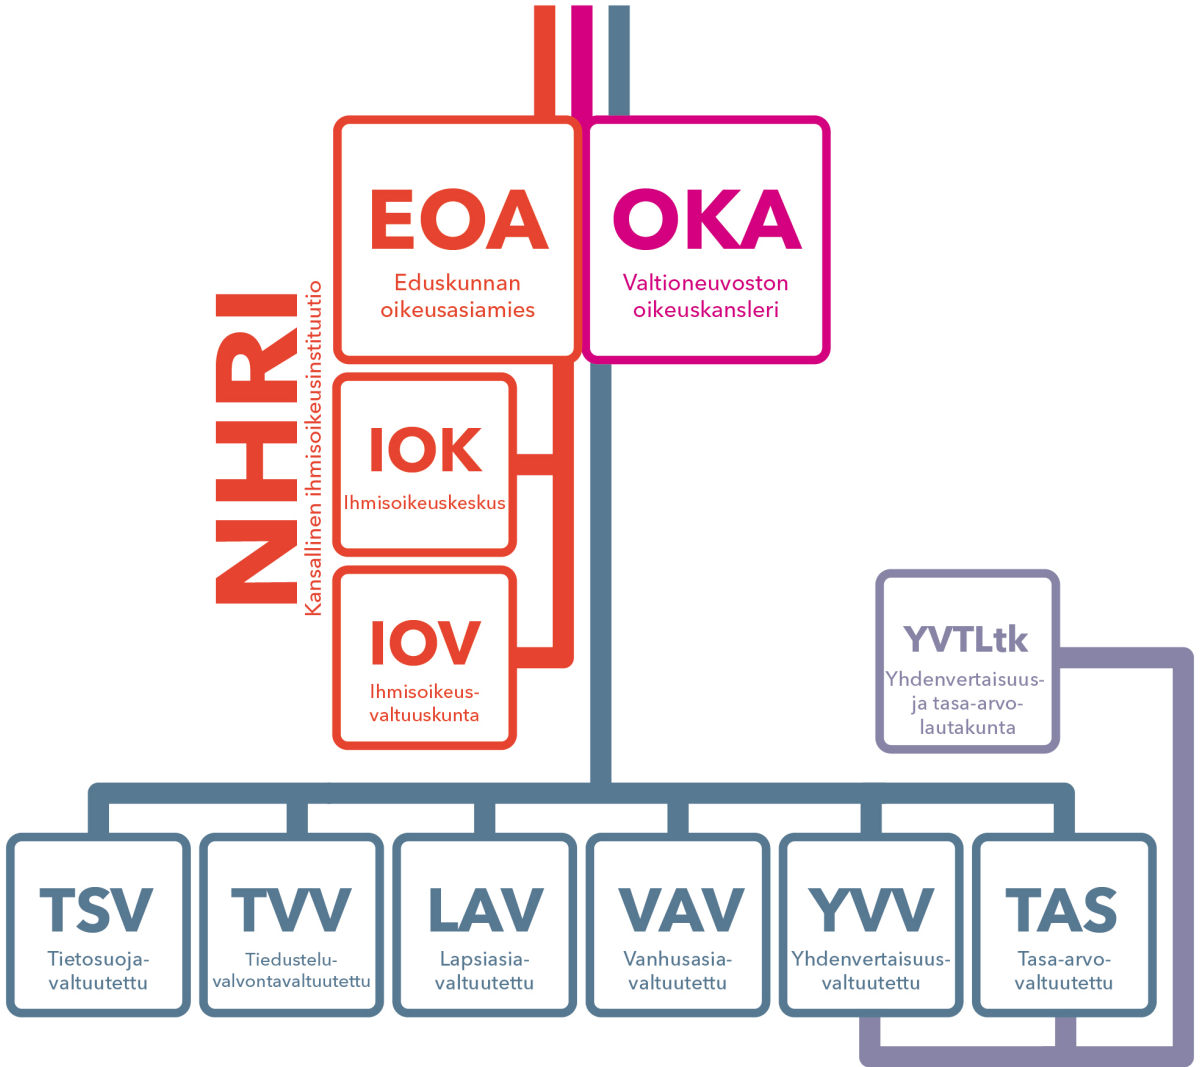 EOA
Eduskunnan
oikeusasiamies
OKA
Valtioneuvoston
oikeuskansleri
NHRI
Kansallinen ihmisoikeusinstituutio
IOK
Ihmisoikeuskeskus
IOV
Ihmisoikeus-
valtuuskunta
YVTLtk
Yhdenvertaisuus-
ja tasa-arvo-
lautakunta
TSV
Tietosuoja-
valtuutettu
TVV
Tiedustelu-
valvontavaltuutettu
LAV
Lapsiasia-
valtuutettu
VAV
Vanhusasia-
valtuutettu
YVV
Yhdenvertaisuus-
valtuutettu
TAS
Tasa-arvo-
valtuutettu